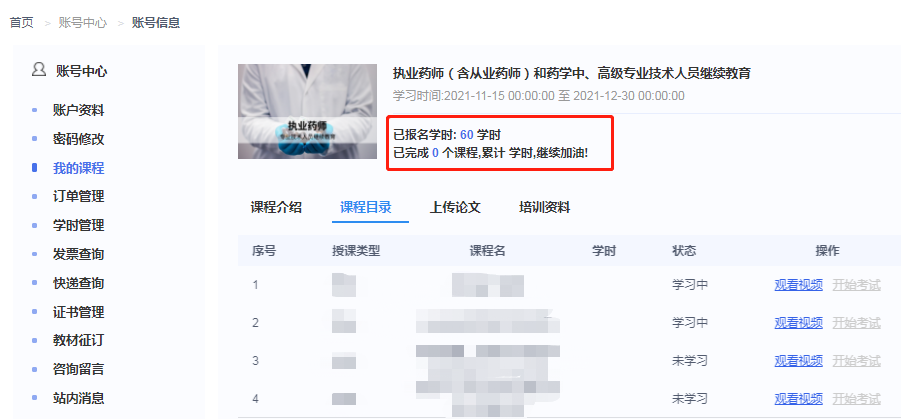 首页 > 账号中心 > 账号信息
账号中心
账户资料
密码修改
我的课程
订单管理
学时管理
发票查询
快递查询
证书管理
教材征订
咨询留言
站内消息
执业药师
专业技术人员继续教育
执业药师（含从业药师）和药学中、高级专业技术人员继续教育
学习时间:2021-11-15 00:00:00 至 2021-12-30 00:00:00
已报名学时: 60 学时
已完成 0 个课程,累计 学时,继续加油!
课程介绍 课程目录 上传论文 培训资料
序号 授课类型 课程名 学时 状态 操作
1 学习中 观看视频 开始考试
2 学习中 观看视频 开始考试
3 未学习 观看视频 开始考试
4 未学习 观看视频 开始考试